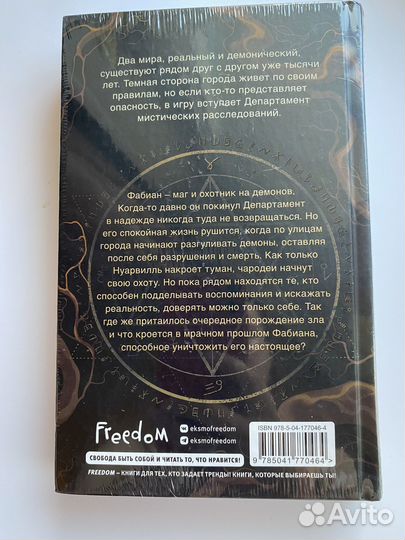 Два мира, реальный и демонический,
существуют рядом друг с другом уже тысячи
лет. Темная сторона города живет по своим
правилам, но если кто-то представляет
опасность, в игру вступает Департамент
мистических расследований.
Фабиан – маг и охотник на демонов.
Когда-то давно он покинул Департамент
в надежде никогда туда не возвращаться. Но
его спокойная жизнь рушится, когда по улицам
города начинают разгуливать демоны, оставляя
после себя разрушения и смерть. Как только
Нуарвилль накроет туман, чародеи начнут
свою охоту. Но пока рядом находятся те, кто
способен подделывать воспоминания и искажать
реальность, доверять можно только себе. Так
где же притаилось очередное порождение зла
и что кроется в мрачном прошлом Фабиана,
способное уничтожить его настоящее?
Freedom
eksmofreedom
eksmofreedom
СВОБОДА БЫТЬ СОБОЙ И ЧИТАТЬ ТО, ЧТО НРАВИТСЯ!
FREEDOM – КНИГИ ДЛЯ ТЕХ, КТО ЗАДАЕТ ТРЕНДЫ! КНИГИ, КОТОРЫЕ ВЫБИРАЕШЬ ТЫ!
ISBN 978-5-04-177046-4
9 785041 770464 >
Avito